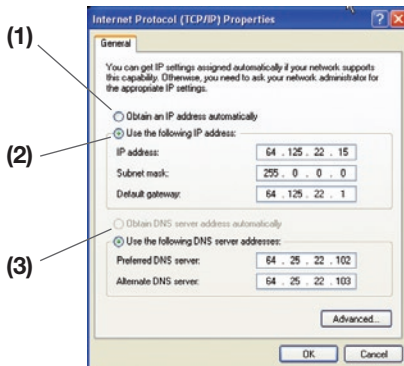 Internet Protocol (TCP/IP) Properties
General
You can get IP settings assigned automatically if your network supports
this capability. Otherwise, you need to ask your network administrator for
the appropriate IP settings.
(1)
Obtain an IP address automatically
(2)
Use the following IP address:
IP address: 64 . 125 . 22 . 15
Subnet mask: 255 . 0 . 0 . 0
Default gateway: 64 . 125 . 22 . 1
(3)
Obtain DNS server address automatically
Use the following DNS server addresses:
Preferred DNS server: 64 . 25 . 22 . 102
Alternate DNS server: 64 . 25 . 22 . 103
Advanced...
OK Cancel